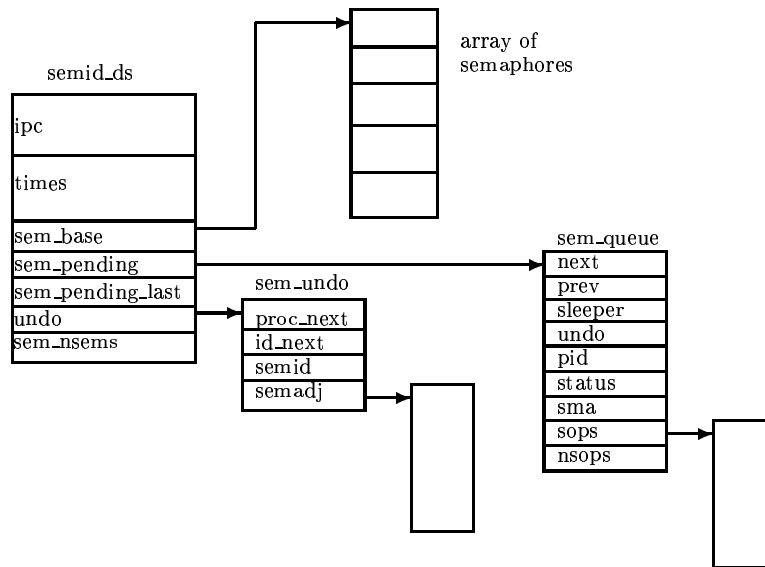 array of
semaphores
semid_ds
ipc
times
sem_base
sem_pending
sem_pending_last
undo
sem_nsems
sem_undo
proc_next
id_next
semid
semadj
sem_queue
next
prev
sleeper
undo
pid
status
sma
sops
nsops